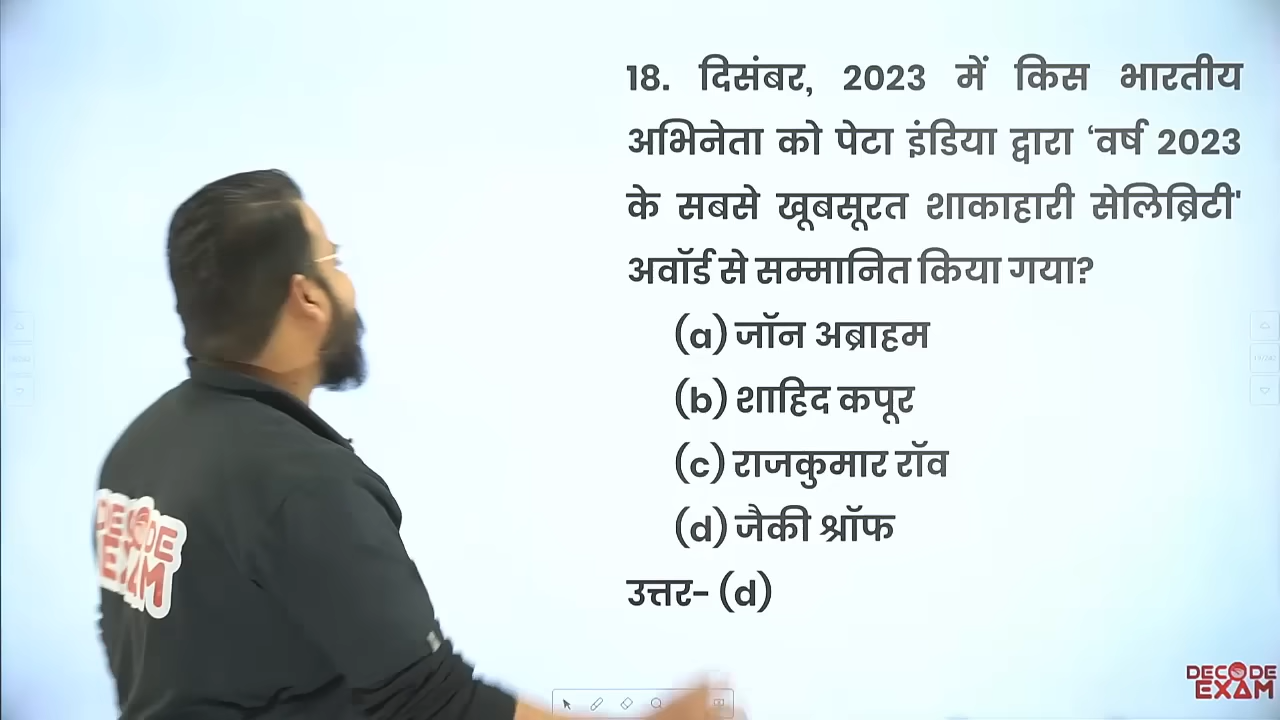 18. दिसंबर, 2023 में किस भारतीय
अभिनेता को पेटा इंडिया द्वारा ‘वर्ष 2023
के सबसे खूबसूरत शाकाहारी सेलिब्रिटी'
अवॉर्ड से सम्मानित किया गया?
(a) जॉन अब्राहम
(b) शाहिद कपूर
(c) राजकुमार रॉव
(d) जैकी श्रॉफ
उत्तर- (d)
DECODE
EXAM
DECODE
EXAM